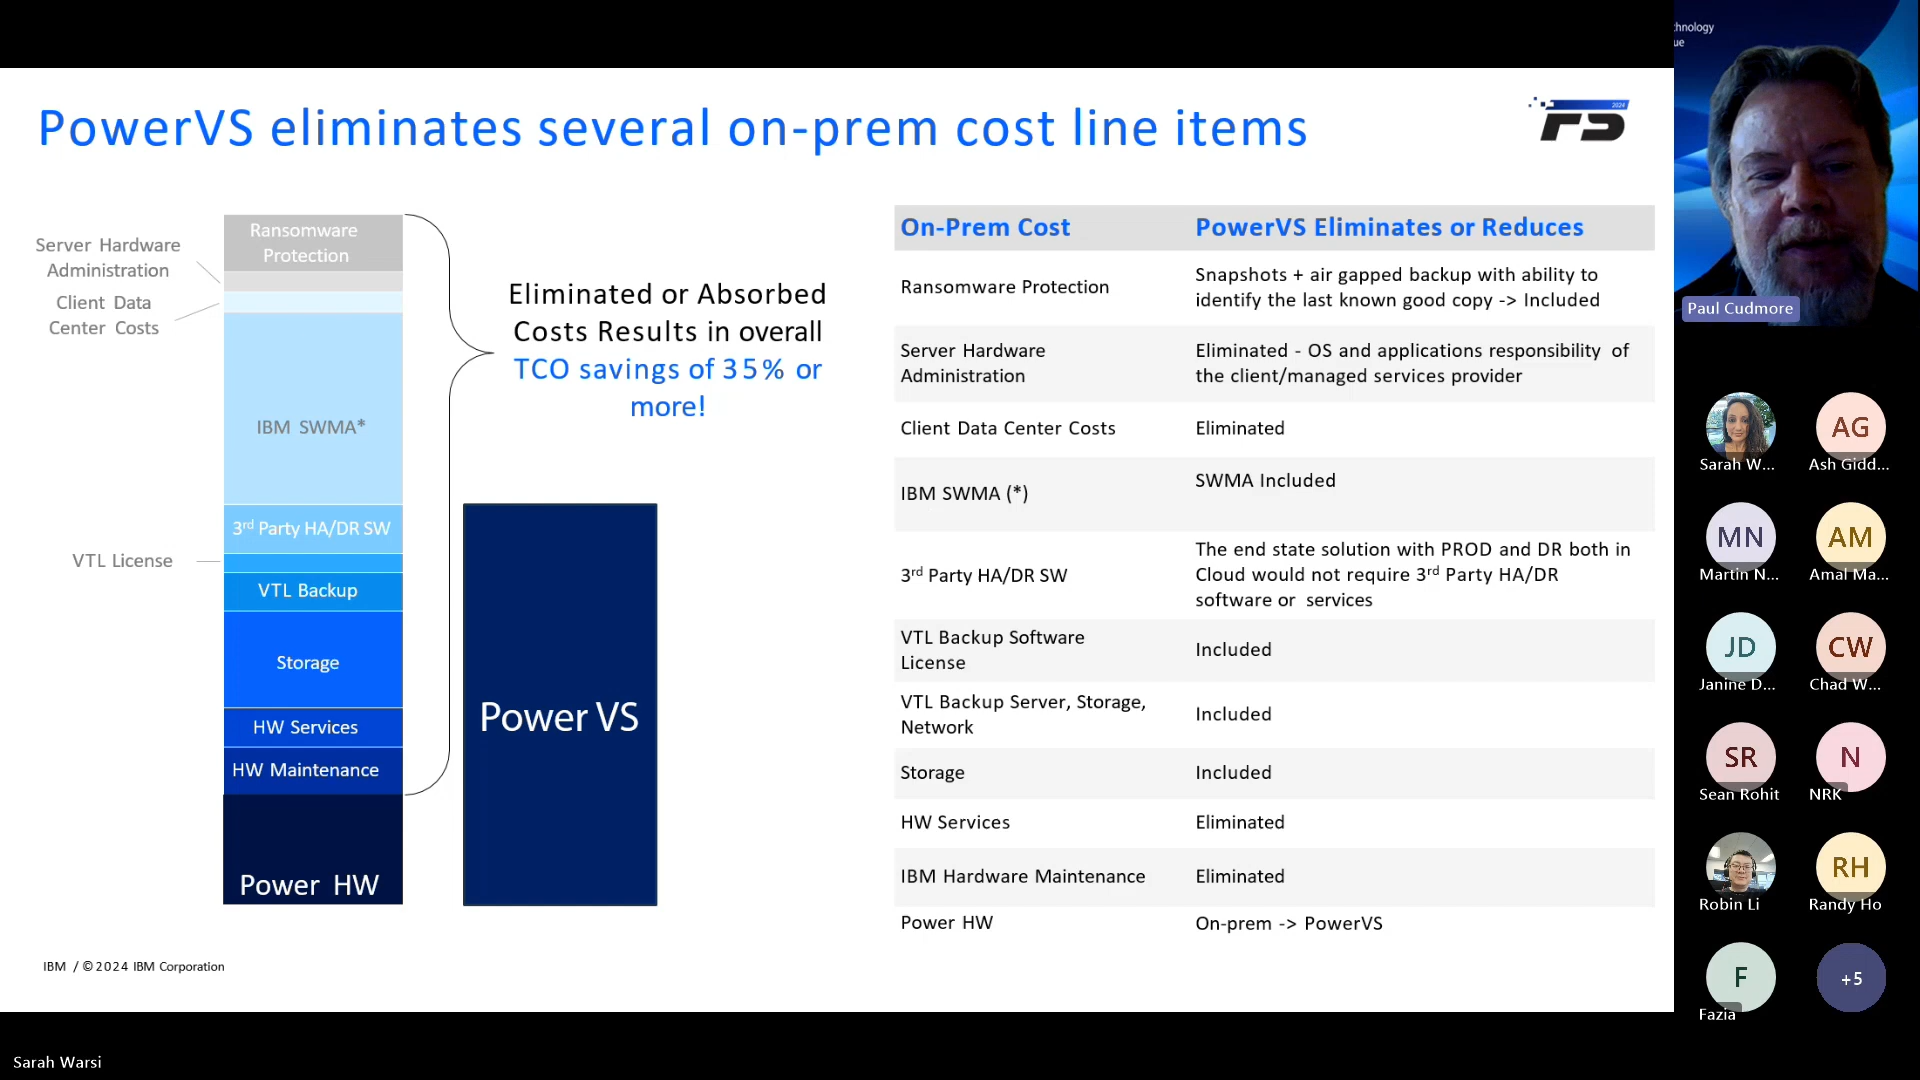 PowerVS eliminates several on-prem cost line items
2024
FS
Server Hardware
Administration
Client Data
Center Costs
VTL License
Ransomware
Protection
IBM SWMA*
3rd Party HA/DR SW
VTL Backup
Storage
HW Services
HW Maintenance
Power HW
Eliminated or Absorbed
Costs Results in overall
TCO savings of 35% or
more!
Power VS
On-Prem Cost PowerVS Eliminates or Reduces
Ransomware Protection
Snapshots + air gapped backup with ability to
identify the last known good copy -> Included
Server Hardware
Administration
Eliminated - OS and applications responsibility of
the client/managed services provider
Client Data Center Costs
Eliminated
IBM SWMA (*)
SWMA Included
3rd Party HA/DR SW
The end state solution with PROD and DR both in
Cloud would not require 3rd Party HA/DR
software or services
VTL Backup Software
License
Included
VTL Backup Server, Storage,
Network
Included
Storage
Included
HW Services
Eliminated
IBM Hardware Maintenance
Eliminated
Power HW
On-prem -> PowerVS
IBM / © 2024 IBM Corporation
Sarah Warsi
hnology
ue
Paul Cudmore
Sarah W...
AG
Ash Gidd...
MN
Martin N...
AM
Amal Ma...
JD
Janine D...
CW
Chad W...
SR
Sean Rohit
N
NRK
Robin Li
RH
Randy Ho
F
Fazia
+5